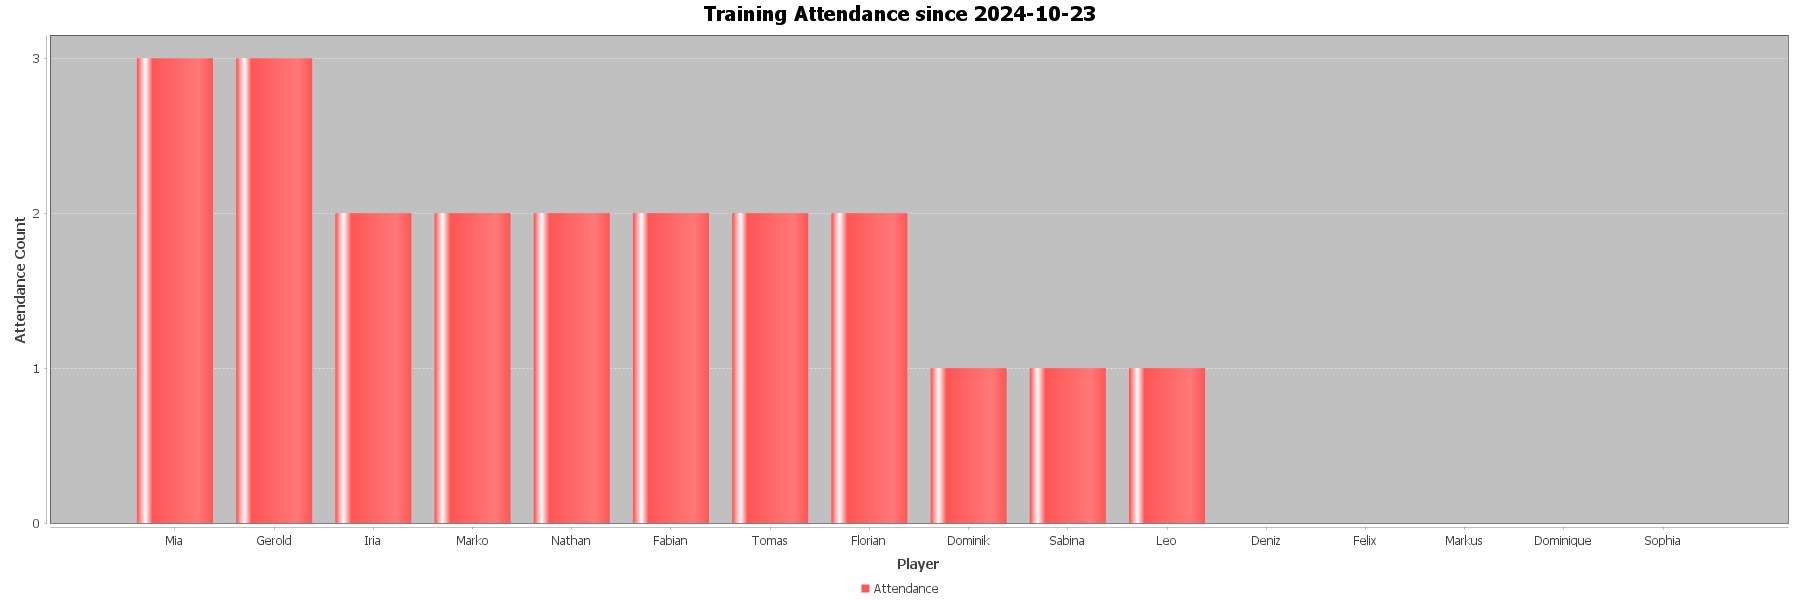 Training Attendance since 2024-10-23
3
2
1
0
Attendance Count
Mia Gerold Iria Marko Nathan Fabian Tomas Florian Dominik Sabina Leo Deniz Felix Markus Dominique Sophia
Player
Attendance